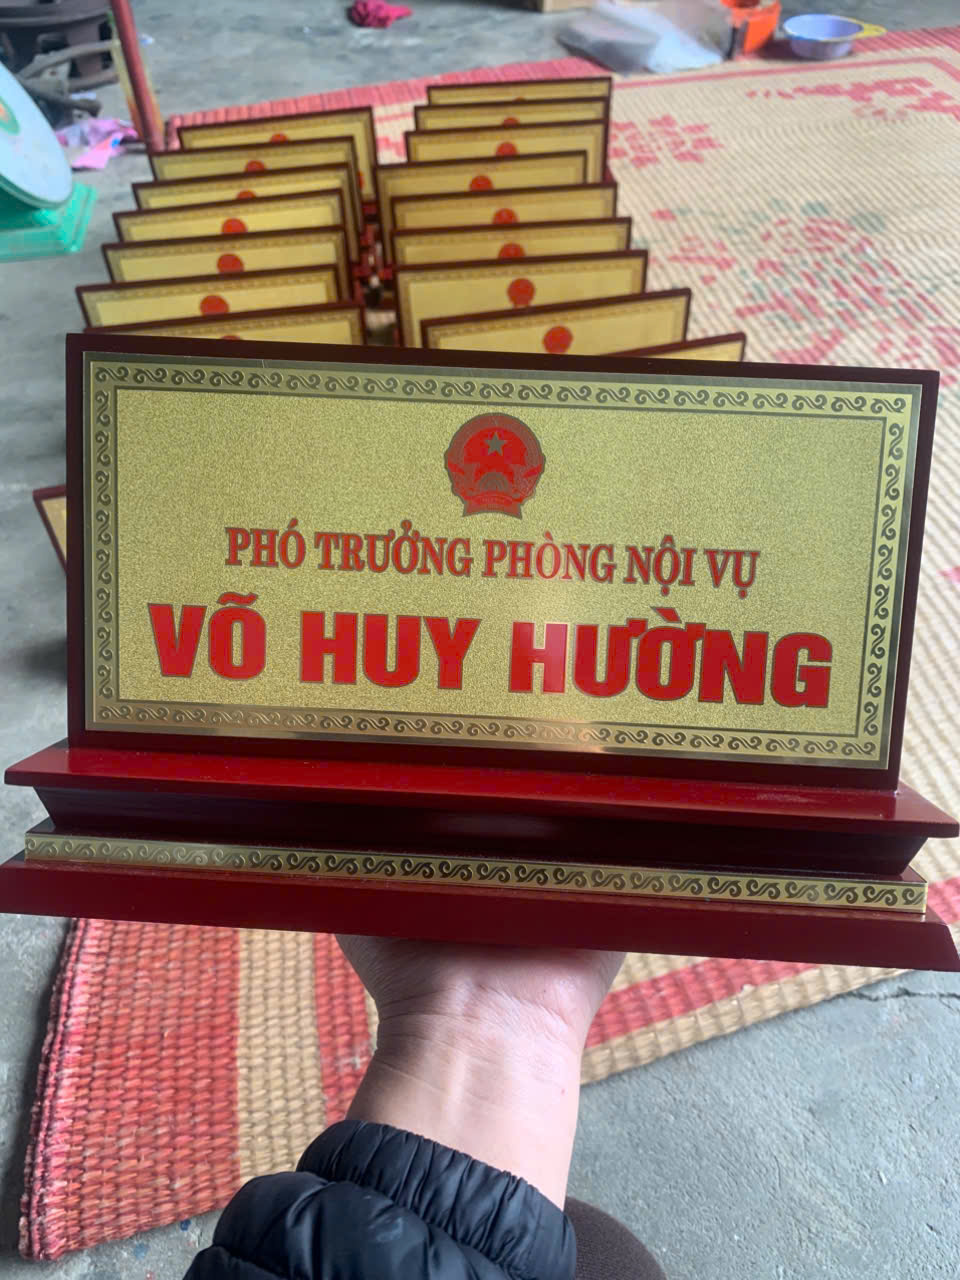 PHÓ TRƯỞNG PHÒNG NỘI VỤ
VÕ HUY HƯỜNG